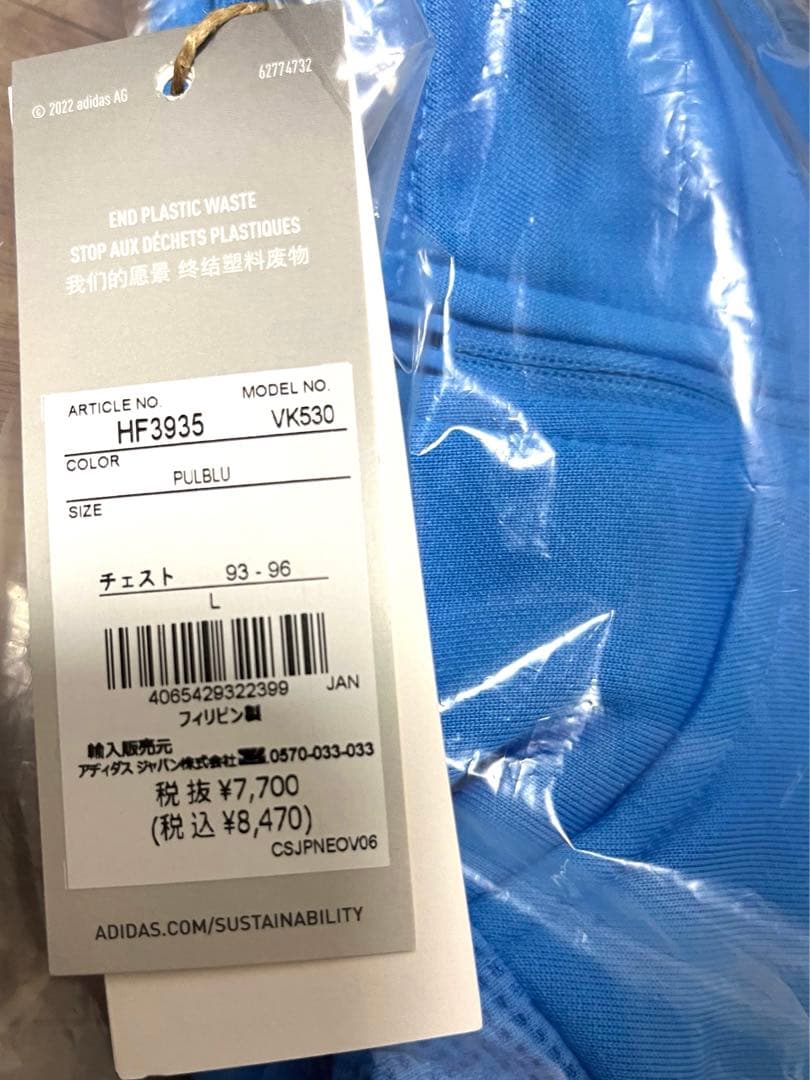 © 2022 adidas AG
62774732
END PLASTIC WASTE
STOP AUX DÉCHETS PLASTIQUES
我们的愿景 终结塑料废物
ARTICLE NO. MODEL NO.
HF3935 VK530
COLOR
PULBLU
SIZE
チェスト 93 - 96
L
4065429322399 JAN
フィリピン製
輸入販売元
アディダス ジャパン株式会社 0570-033-033
税抜 ¥7,700
(税込 ¥8,470)
CSJPNEOV06
ADIDAS.COM/SUSTAINABILITY